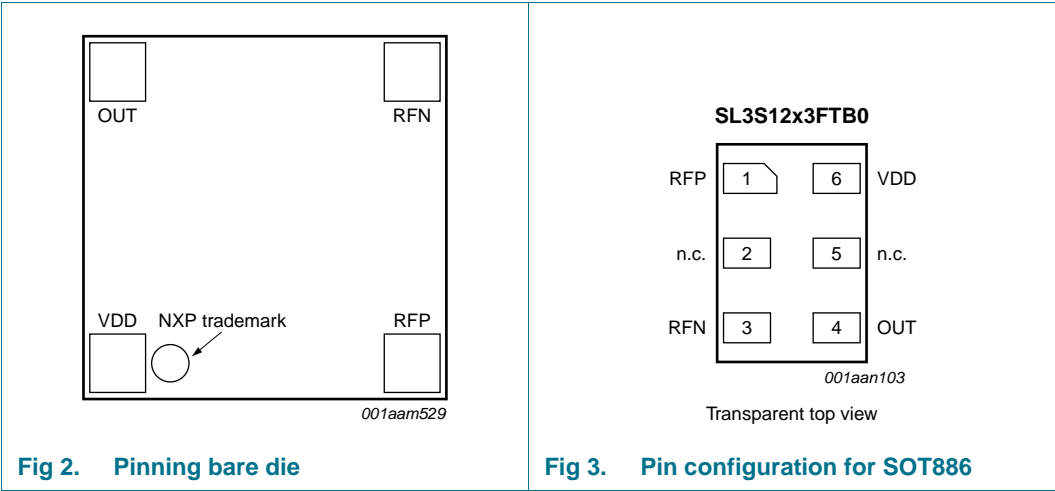 OUT
RFN
VDD
NXP trademark
RFP
001aam529
Fig 2. Pinning bare die
SL3S12x3FTB0
RFP 1 6 VDD
n.c. 2 5 n.c.
RFN 3 4 OUT
001aan103
Transparent top view
Fig 3. Pin configuration for SOT886